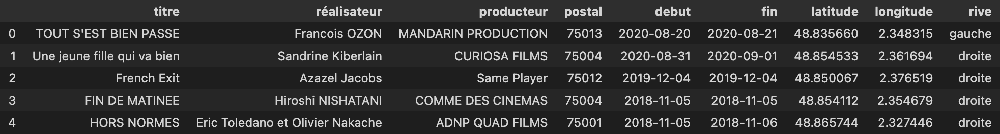 titre réalisateur producteur postal debut fin latitude longitude rive
0 TOUT S'EST BIEN PASSE Francois OZON MANDARIN PRODUCTION 75013 2020-08-20 2020-08-21 48.835660 2.348315 gauche
1 Une jeune fille qui va bien Sandrine Kiberlain CURIOSA FILMS 75004 2020-08-31 2020-09-01 48.854533 2.361694 droite
2 French Exit Azazel Jacobs Same Player 75012 2019-12-04 2019-12-04 48.850067 2.376519 droite
3 FIN DE MATINEE Hiroshi NISHATANI COMME DES CINEMAS 75004 2018-11-05 2018-11-05 48.854112 2.354679 droite
4 HORS NORMES Eric Toledano et Olivier Nakache ADNP QUAD FILMS 75001 2018-11-05 2018-11-06 48.865744 2.327446 droite